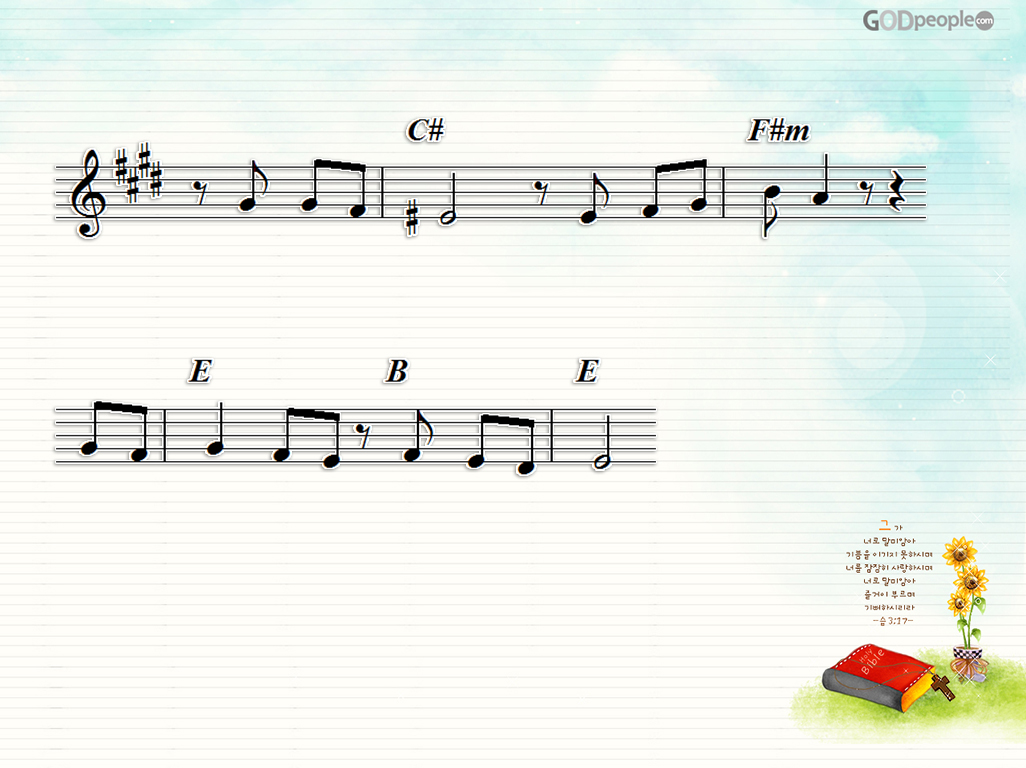 GODpeople.com
C# F#m
E B E
그가
너로 말미암아
기쁨을 이기지 못하시며
너를 잠잠히 사랑하시며
너로 말미암아
즐거이 부르며
기뻐하시리라
-습3:17-
Holy
Bible